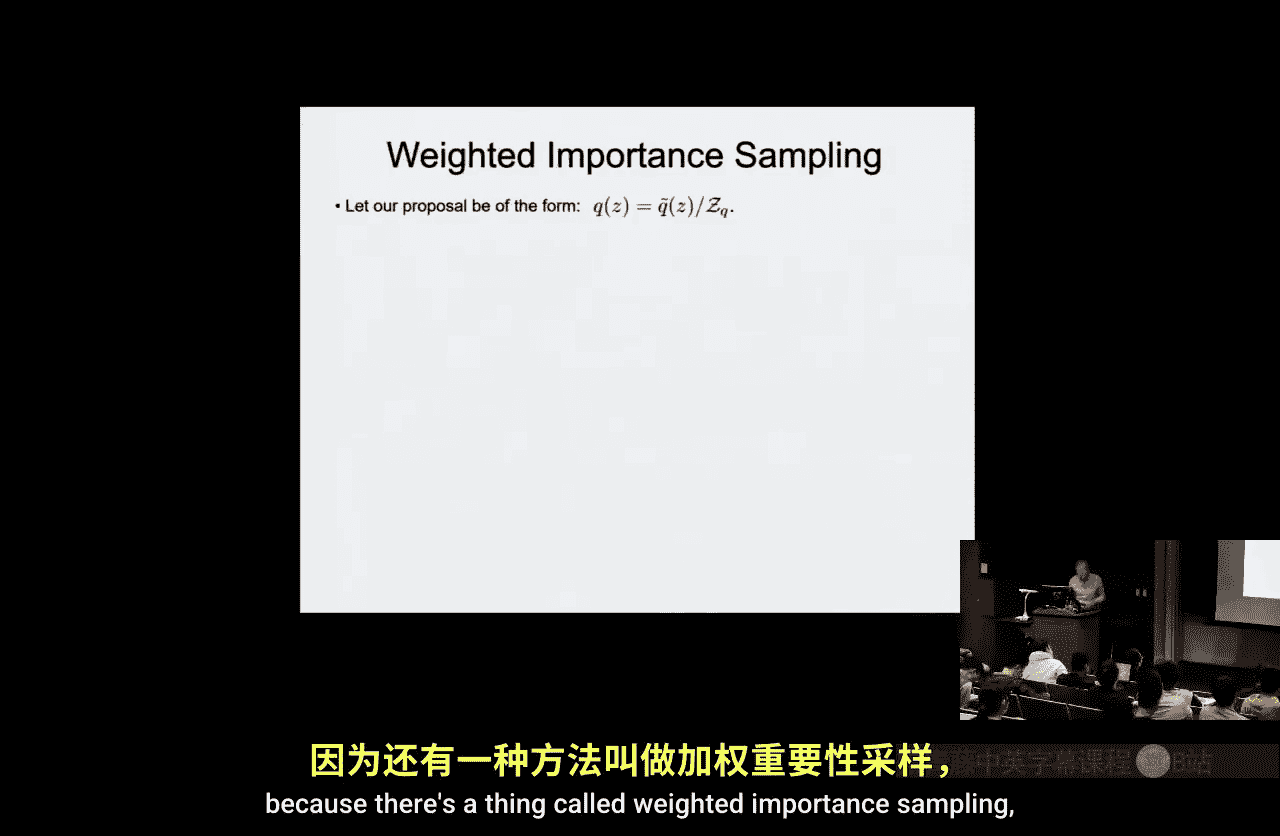 Weighted Importance Sampling
• Let our proposal be of the form: q(z) = q̃(z)/𝒵_q.
因为还有一种方法叫做加权重要性采样，
because there's a thing called weighted importance sampling,